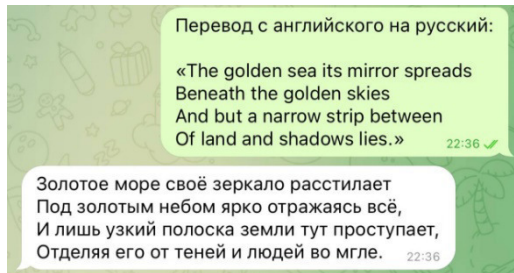 Перевод с английского на русский:
«The golden sea its mirror spreads
Beneath the golden skies
And but a narrow strip between
Of land and shadows lies.»
22:36
Золотое море своё зеркало расстилает
Под золотым небом ярко отражаясь всё,
И лишь узкий полоска земли тут проступает,
Отделяя его от теней и людей во мгле.
22:36